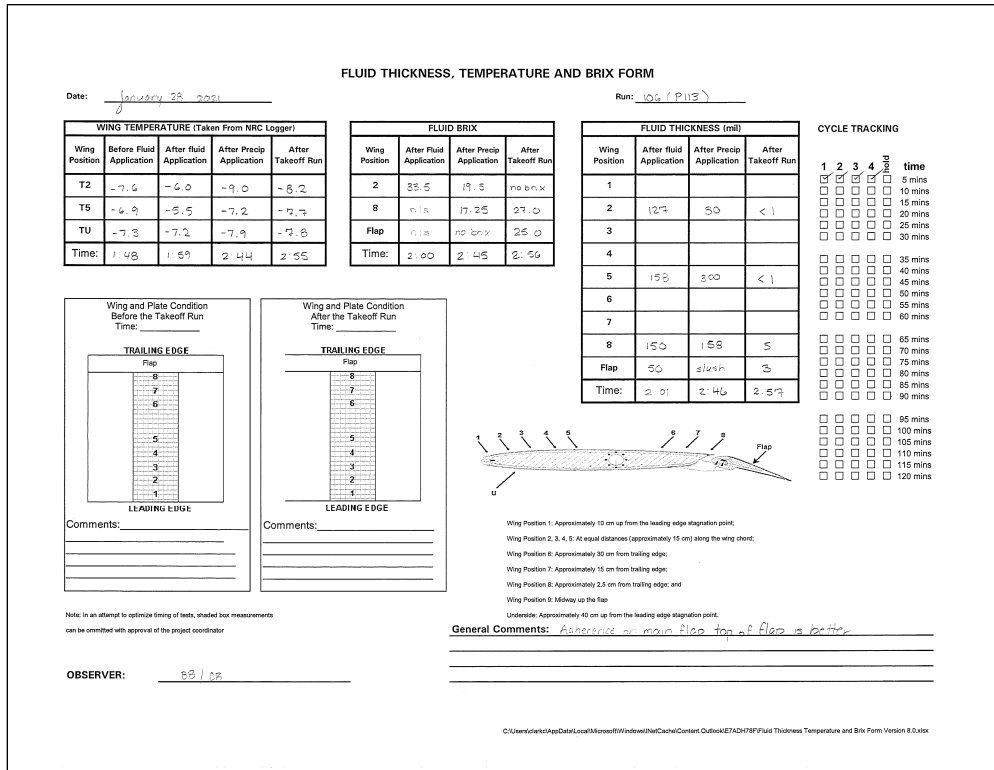 FLUID THICKNESS, TEMPERATURE AND BRIX FORM
Date: January 28 2021
Run: 106 (P113)
WING TEMPERATURE (Taken From NRC Logger)
Wing Position Before Fluid Application After fluid Application After Precip Application After Takeoff Run
T2 -7.6 -6.0 -9.0 -8.2
T5 -6.9 -5.5 -7.2 -7.7
TU -7.3 -7.2 -7.9 -7.8
Time: 1:48 1:59 2:44 2:55
FLUID BRIX
Wing Position After Fluid Application After Precip Application After Takeoff Run
2 33.5 19.5 no brix
8 n/a 17.25 27.0
Flap n/a no brix 25.0
Time: 2:00 2:45 2:56
FLUID THICKNESS (mil)
Wing Position After fluid Application After Precip Application After Takeoff Run
1
2 127 80 < 1
3
4
5 158 300 < 1
6
7
8 150 158 5
Flap 50 slush 3
Time: 2:01 2:46 2:57
CYCLE TRACKING
1 2 3 4 hold time
5 mins
10 mins
15 mins
20 mins
25 mins
30 mins
35 mins
40 mins
45 mins
50 mins
55 mins
60 mins
65 mins
70 mins
75 mins
80 mins
85 mins
90 mins
95 mins
100 mins
105 mins
110 mins
115 mins
120 mins
Wing and Plate Condition
Before the Takeoff Run
Time:
TRAILING EDGE
Flap
8
7
6
5
4
3
2
1
LEADING EDGE
Comments:
Wing and Plate Condition
After the Takeoff Run
Time:
TRAILING EDGE
Flap
8
7
6
5
4
3
2
1
LEADING EDGE
Comments:
1 2 3 4 5 6 7 8 Flap
U
Wing Position 1: Approximately 10 cm up from the leading edge stagnation point;
Wing Position 2, 3, 4, 5: At equal distances (approximately 15 cm) along the wing chord;
Wing Position 6: Approximately 30 cm from trailing edge;
Wing Position 7: Approximately 15 cm from trailing edge;
Wing Position 8: Approximately 2.5 cm from trailing edge; and
Wing Position 9: Midway up the flap
Underside: Approximately 40 cm up from the leading edge stagnation point.
Note: In an attempt to optimize timing of tests, shaded box measurements
can be ommitted with approval of the project coordinator
General Comments: Adherence on main flap top of flap is better
OBSERVER: BB / CB
C:\Users\clarkc\AppData\Local\Microsoft\Windows\INetCache\Content.Outlook\E7ADH78F\Fluid Thickness Temperature and Brix Form Version 8.0.xlsx